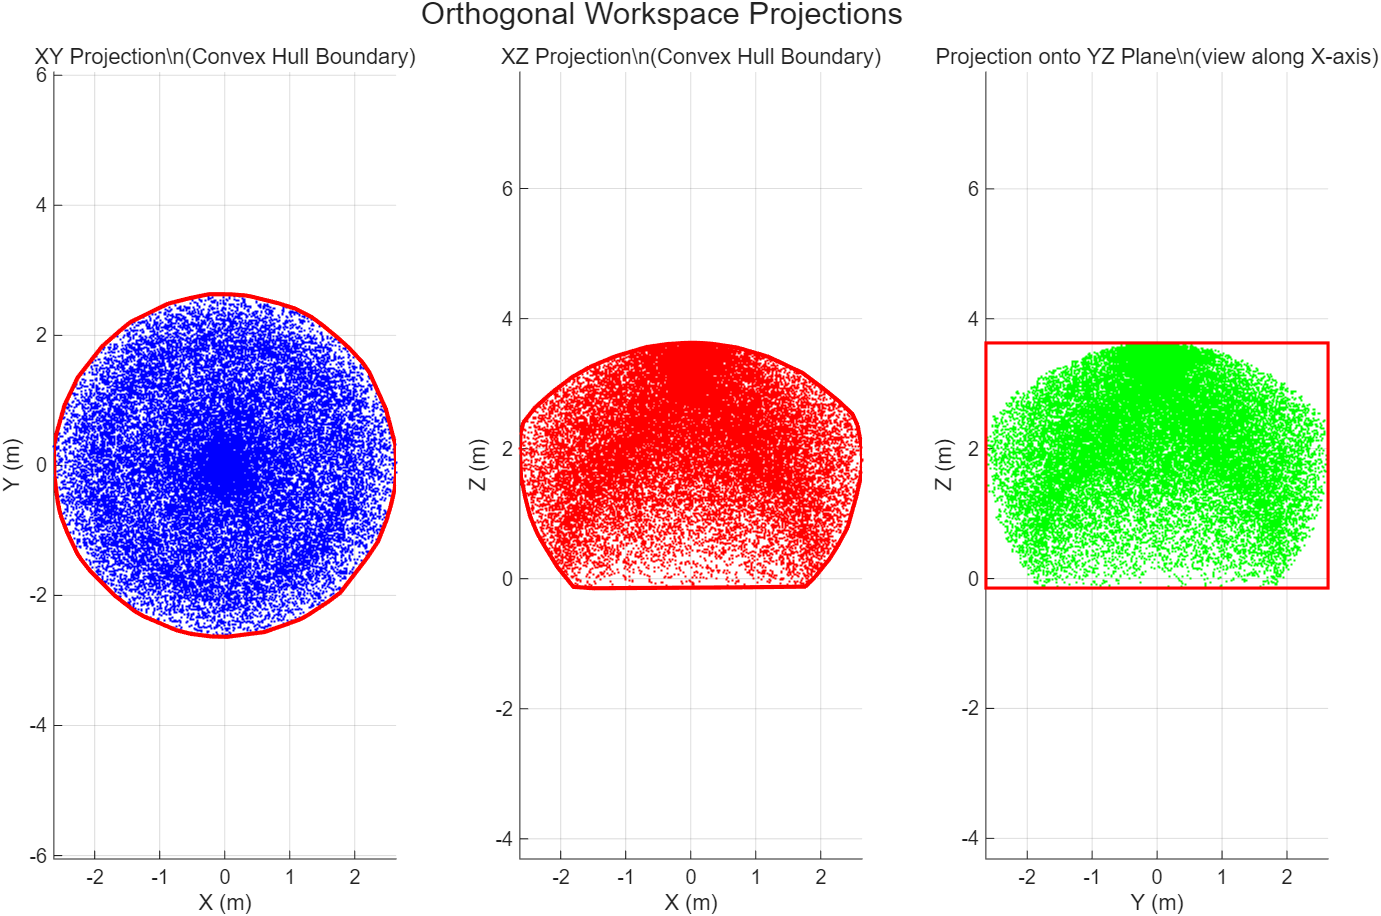 Orthogonal Workspace Projections
XY Projection\n(Convex Hull Boundary)
6
4
2
0
-2
-4
-6
Y (m)
-2 -1 0 1 2
X (m)
XZ Projection\n(Convex Hull Boundary)
6
4
2
0
-2
-4
Z (m)
-2 -1 0 1 2
X (m)
Projection onto YZ Plane\n(view along X-axis)
6
4
2
0
-2
-4
Z (m)
-2 -1 0 1 2
Y (m)